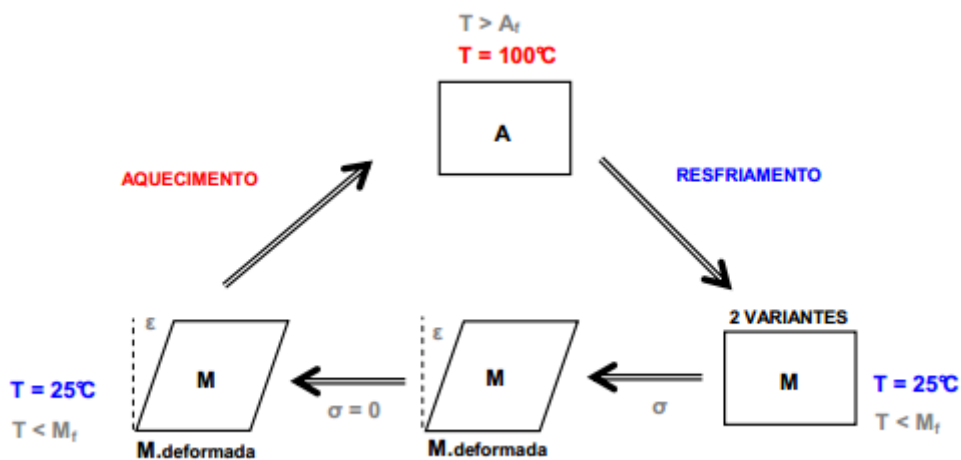 T > Af
T = 100°C
A
AQUECIMENTO
RESFRIAMENTO
2 VARIANTES
ε
M
ε
M
M
T = 25°C
T < Mf
σ = 0
σ
T = 25°C
T < Mf
M.deformada
M.deformada